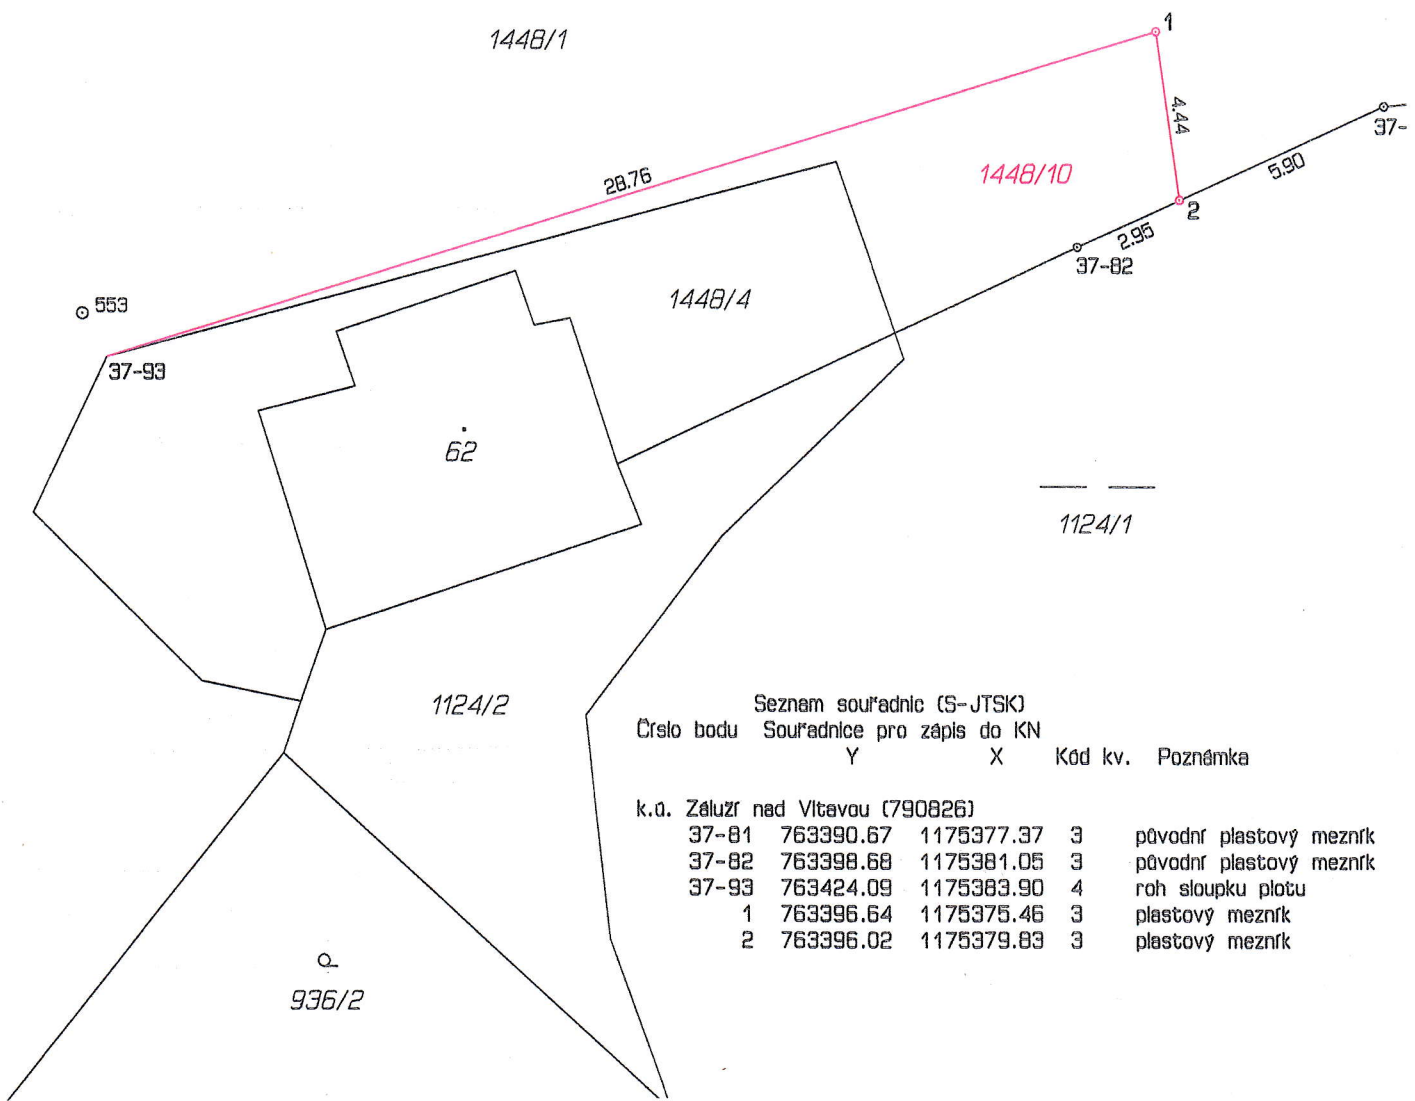 1448/1
1
4.44
37-
28.76
1448/10
5.90
2
2.95
37-82
553
1448/4
37-93
62
1124/1
1124/2
Seznam souřadnic (S-JTSK)
Číslo bodu Souřadnice pro zápis do KN
Y X Kód kv. Poznámka
k.ú. Záluží nad Vltavou (790826)
37-81 763390.67 1175377.37 3 původní plastový mezník
37-82 763398.68 1175381.05 3 původní plastový mezník
37-93 763424.09 1175383.90 4 roh sloupku plotu
1 763396.64 1175375.46 3 plastový mezník
2 763396.02 1175379.83 3 plastový mezník
936/2